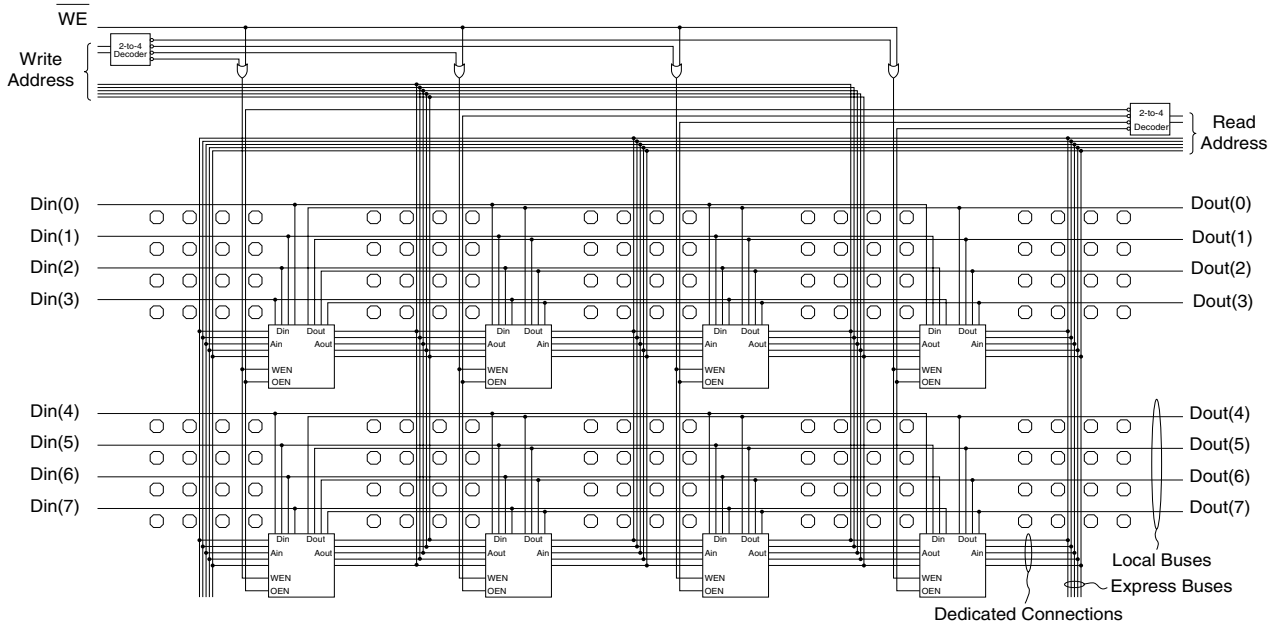 WE
Write
Address
2-to-4
Decoder
2-to-4
Decoder
Read
Address
Din(0)
Dout(0)
Din(1)
Dout(1)
Din(2)
Dout(2)
Din(3)
Dout(3)
Din Dout
Ain Aout
WEN
OEN
Din Dout
Aout Ain
WEN
OEN
Din Dout
Ain Aout
WEN
OEN
Din Dout
Aout Ain
WEN
OEN
Din(4)
Dout(4)
Din(5)
Dout(5)
Din(6)
Dout(6)
Din(7)
Dout(7)
Din Dout
Ain Aout
WEN
OEN
Din Dout
Aout Ain
WEN
OEN
Din Dout
Ain Aout
WEN
OEN
Din Dout
Aout Ain
WEN
OEN
Local Buses
Express Buses
Dedicated Connections